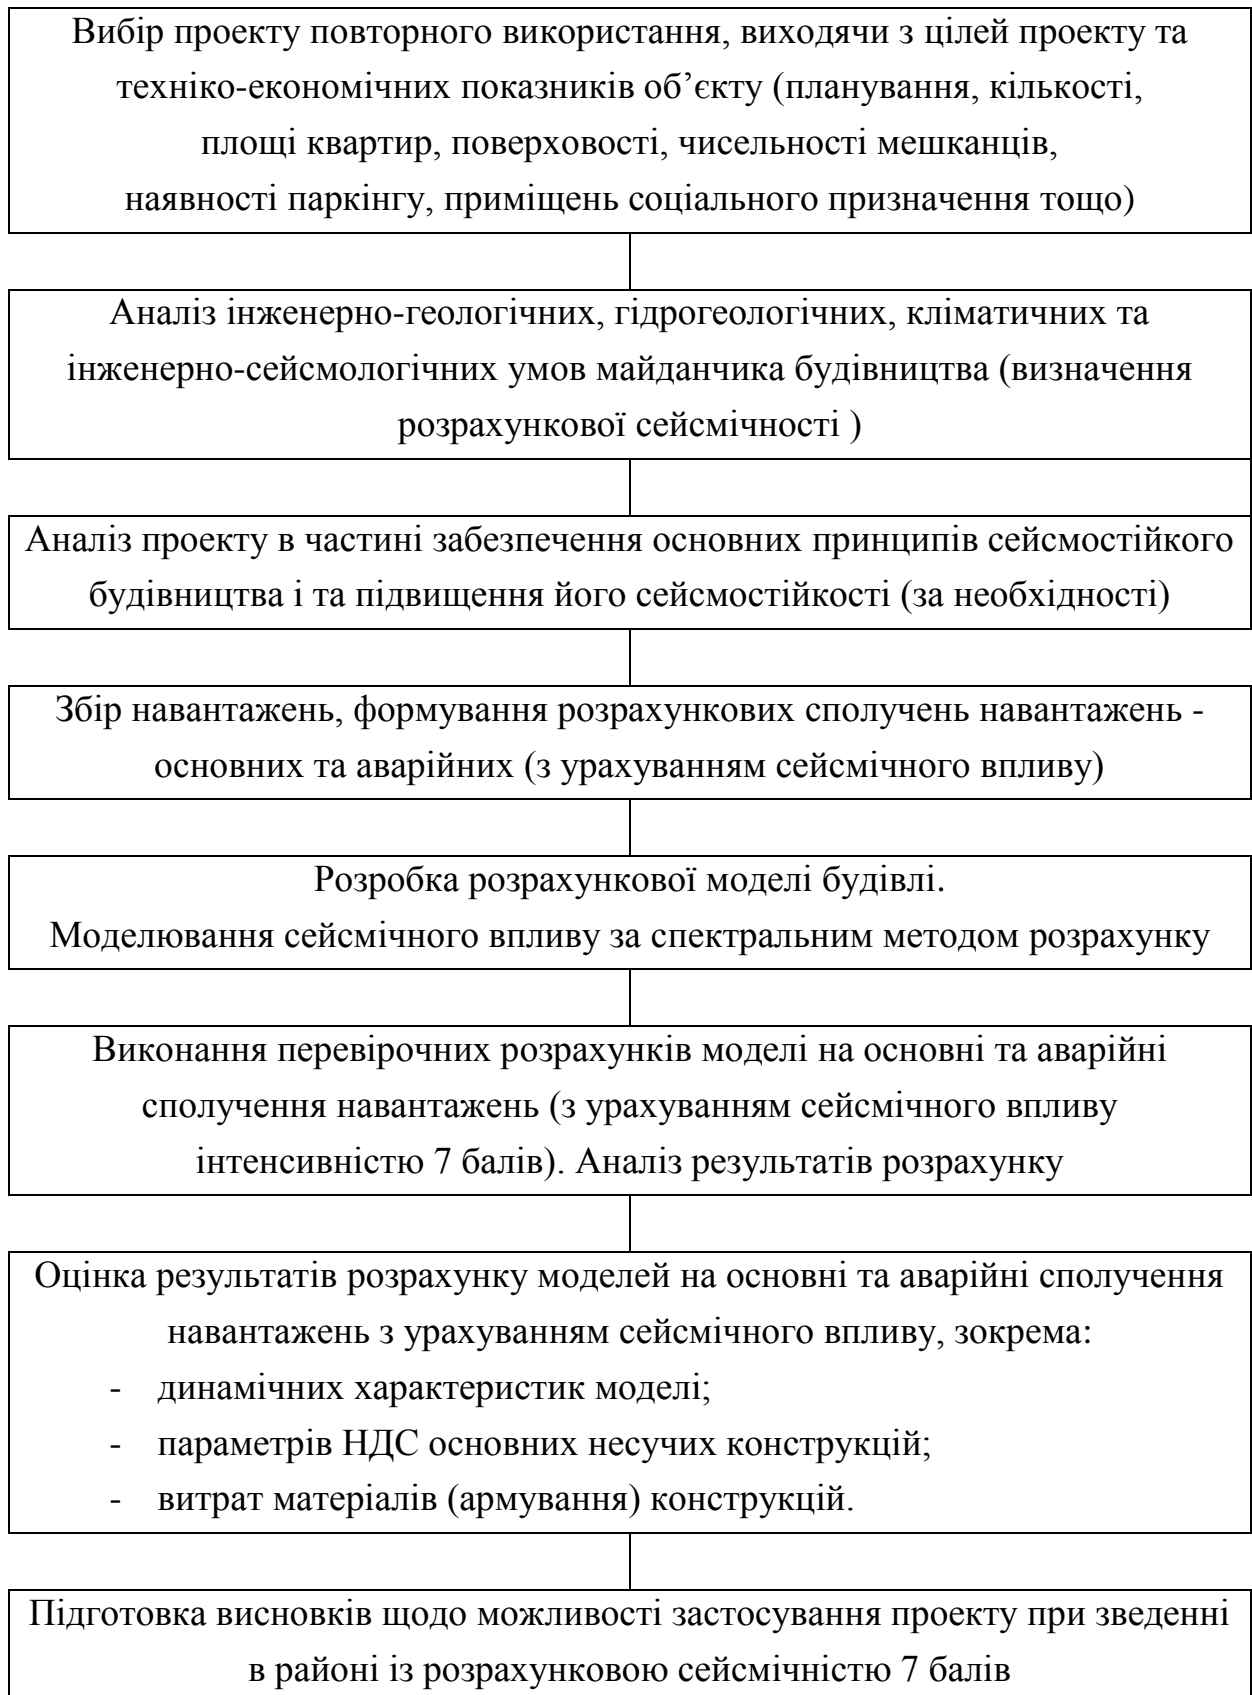 Вибір проекту повторного використання, виходячи з цілей проекту та
техніко-економічних показників об’єкту (планування, кількості,
площі квартир, поверховості, чисельності мешканців,
наявності паркінгу, приміщень соціального призначення тощо)
Аналіз інженерно-геологічних, гідрогеологічних, кліматичних та
інженерно-сейсмологічних умов майданчика будівництва (визначення
розрахункової сейсмічності )
Аналіз проекту в частині забезпечення основних принципів сейсмостійкого
будівництва і та підвищення його сейсмостійкості (за необхідності)
Збір навантажень, формування розрахункових сполучень навантажень -
основних та аварійних (з урахуванням сейсмічного впливу)
Розробка розрахункової моделі будівлі.
Моделювання сейсмічного впливу за спектральним методом розрахунку
Виконання перевірочних розрахунків моделі на основні та аварійні
сполучення навантажень (з урахуванням сейсмічного впливу
інтенсивністю 7 балів). Аналіз результатів розрахунку
Оцінка результатів розрахунку моделей на основні та аварійні сполучення
навантажень з урахуванням сейсмічного впливу, зокрема:
- динамічних характеристик моделі;
- параметрів НДС основних несучих конструкцій;
- витрат матеріалів (армування) конструкцій.
Підготовка висновків щодо можливості застосування проекту при зведенні
в районі із розрахунковою сейсмічністю 7 балів